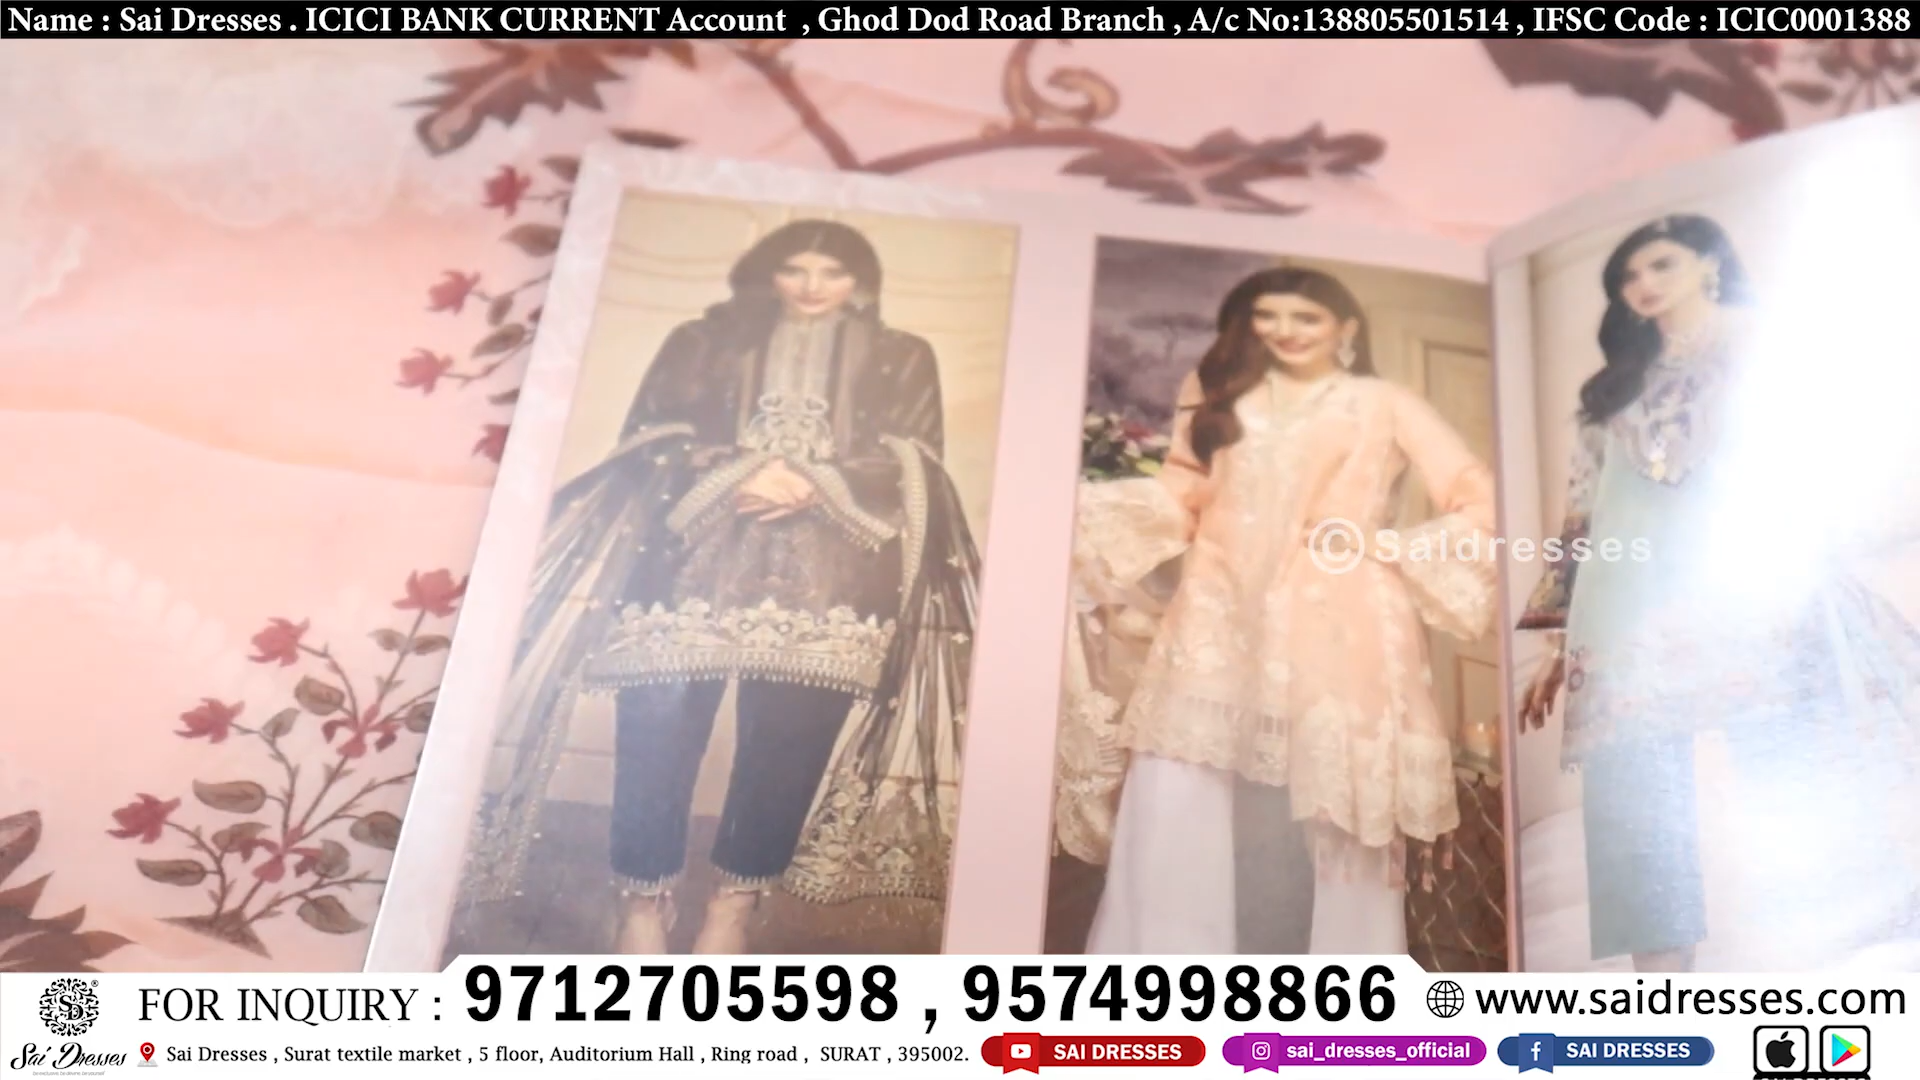 Name : Sai Dresses . ICICI BANK CURRENT Account , Ghod Dod Road Branch , A/c No:138805501514 , IFSC Code : ICIC0001388
©Saidresses
FOR INQUIRY : 9712705598 , 9574998866 www.saidresses.com
SD
Sai Dresses
Sai Dresses , Surat textile market , 5 floor, Auditorium Hall , Ring road , SURAT , 395002.
SAI DRESSES
sai_dresses_official
SAI DRESSES